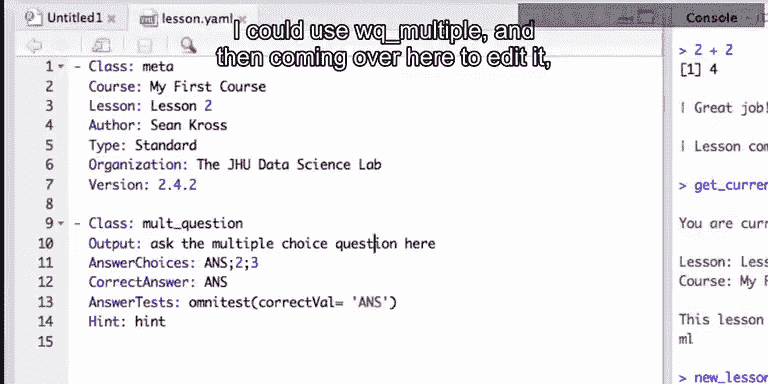 Untitled1 × lesson.yaml × Console
I could use wq_multiple, and
then coming over here to edit it,
1 - Class: meta
2 Course: My First Course
3 Lesson: Lesson 2
4 Author: Sean Kross
5 Type: Standard
6 Organization: The JHU Data Science Lab
7 Version: 2.4.2
8
9 - Class: mult_question
10 Output: ask the multiple choice question here
11 AnswerChoices: ANS;2;3
12 CorrectAnswer: ANS
13 AnswerTests: omnitest(correctVal= 'ANS')
14 Hint: hint
15
> 2 + 2
[1] 4
| Great job!
| Lesson com
> get_curren
You are curr
Lesson: Less
Course: My F
This lesson
ml
> new_lesson